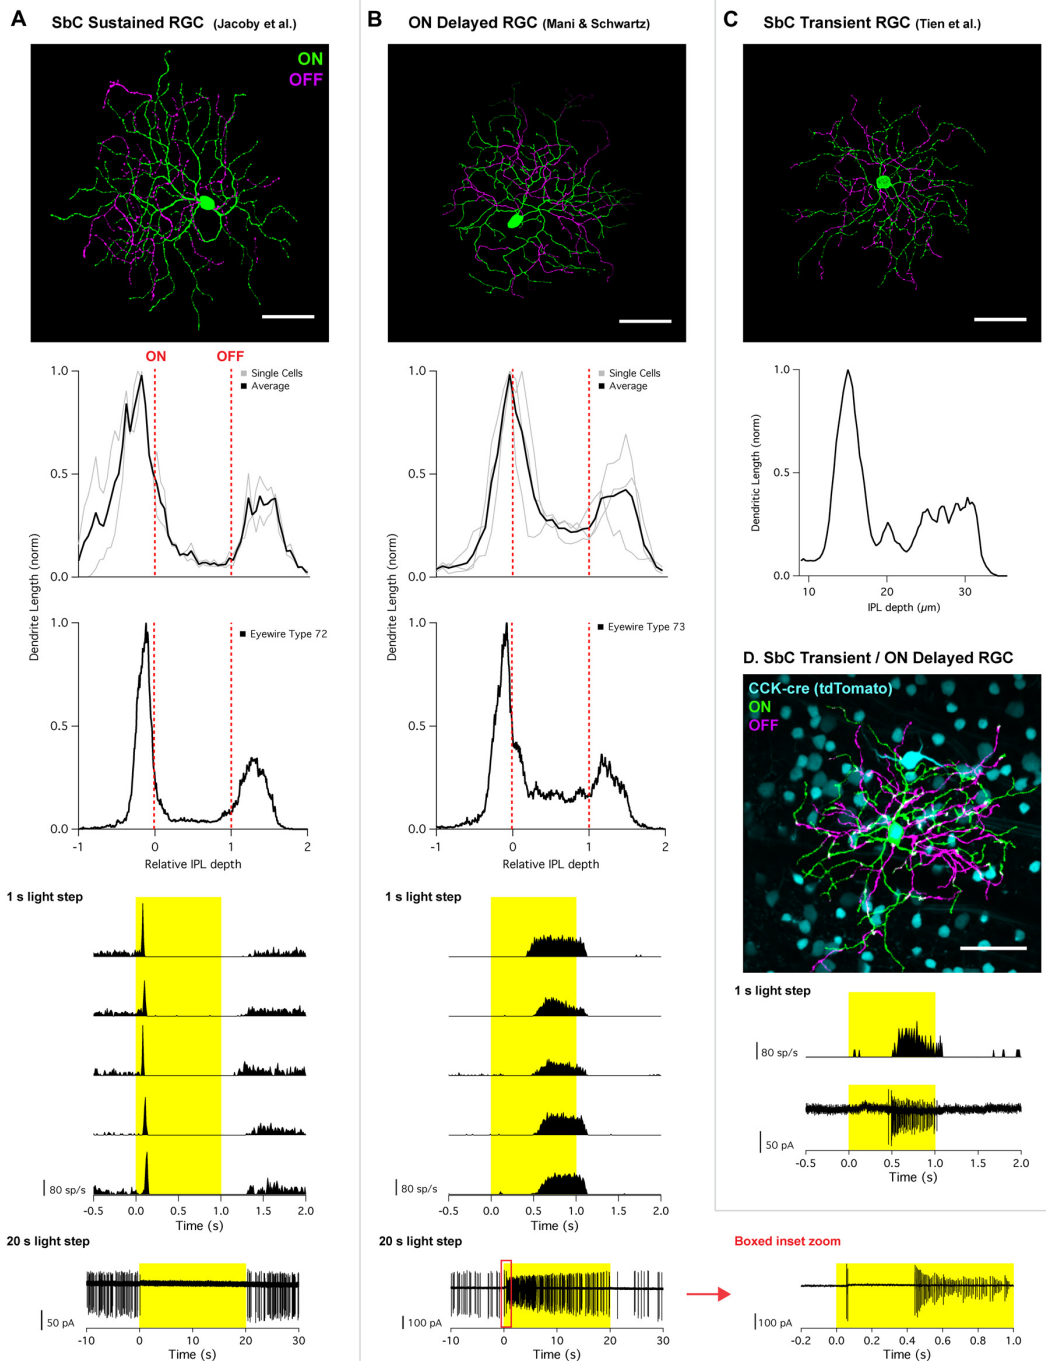 A SbC Sustained RGC (Jacoby et al.)
ON
OFF
ON OFF
1.0
0.5
0.0
Single Cells
Average
Dendrite Length (norm)
1.0
0.5
0.0
Eyewire Type 72
-1 0 1 2
Relative IPL depth
1 s light step
80 sp/s
-0.5 0.0 0.5 1.0 1.5 2.0
Time (s)
20 s light step
50 pA
-10 0 10 20 30
Time (s)
B ON Delayed RGC (Mani & Schwartz)
1.0
0.5
0.0
Single Cells
Average
-1 0 1 2
1.0
0.5
0.0
Eyewire Type 73
-1 0 1 2
Relative IPL depth
1 s light step
80 sp/s
-0.5 0.0 0.5 1.0 1.5 2.0
Time (s)
20 s light step
100 pA
-10 0 10 20 30
Time (s)
C SbC Transient RGC (Tien et al.)
1.0
0.5
0.0
Dendritic Length (norm)
10 20 30
IPL depth (µm)
D. SbC Transient / ON Delayed RGC
CCK-cre (tdTomato)
ON
OFF
1 s light step
80 sp/s
50 pA
-0.5 0.0 0.5 1.0 1.5 2.0
Time (s)
Boxed inset zoom
100 pA
-0.2 0.0 0.2 0.4 0.6 0.8 1.0
Time (s)